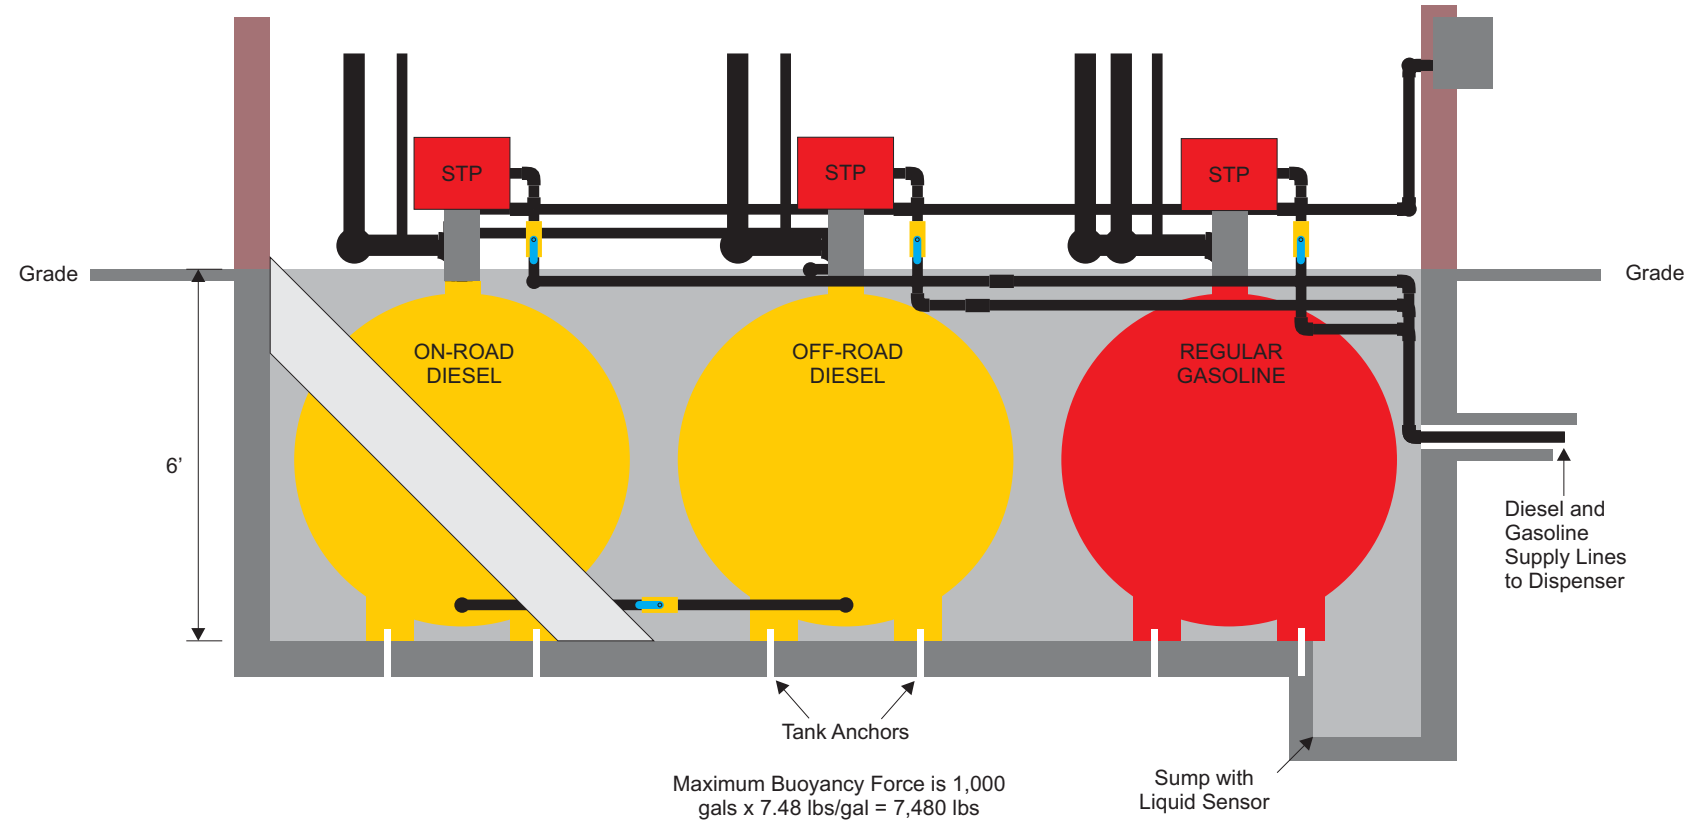 STP
STP
STP
Grade
Grade
ON-ROAD
DIESEL
OFF-ROAD
DIESEL
REGULAR
GASOLINE
6’
Diesel and
Gasoline
Supply Lines
to Dispenser
Tank Anchors
Maximum Buoyancy Force is 1,000
gals x 7.48 lbs/gal = 7,480 lbs
Sump with
Liquid Sensor